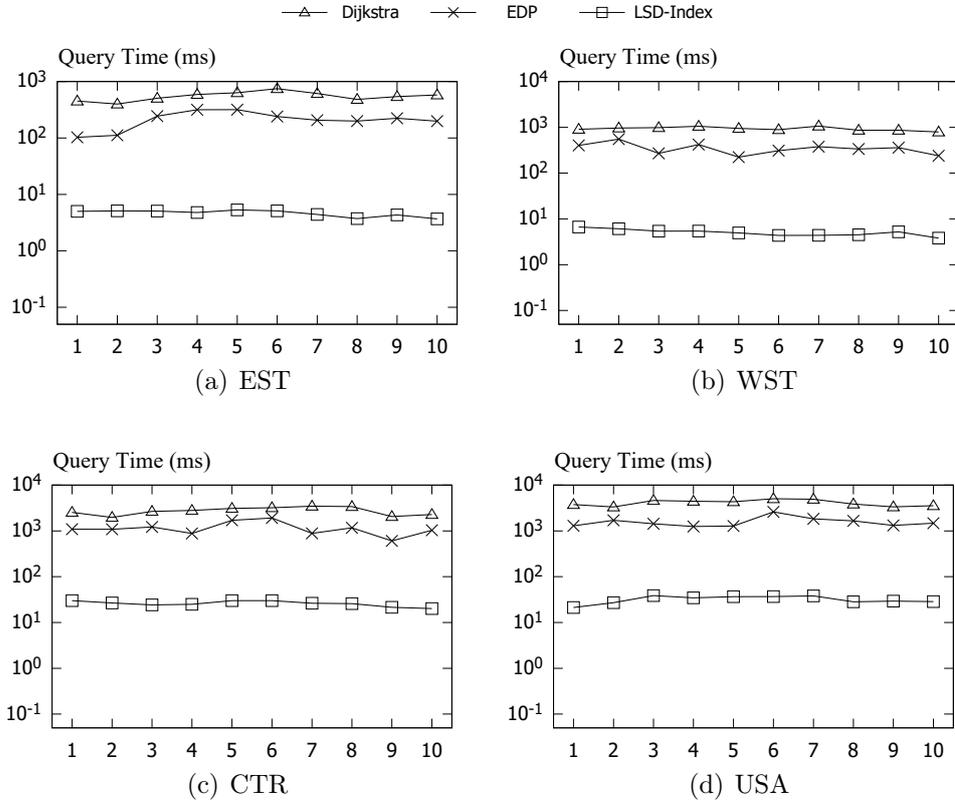 Dijkstra EDP LSD-Index
Query Time (ms)
10^3
10^2
10^1
10^0
10^-1
1 2 3 4 5 6 7 8 9 10
(a) EST
Query Time (ms)
10^4
10^3
10^2
10^1
10^0
10^-1
1 2 3 4 5 6 7 8 9 10
(b) WST
Query Time (ms)
10^4
10^3
10^2
10^1
10^0
10^-1
1 2 3 4 5 6 7 8 9 10
(c) CTR
Query Time (ms)
10^4
10^3
10^2
10^1
10^0
10^-1
1 2 3 4 5 6 7 8 9 10
(d) USA